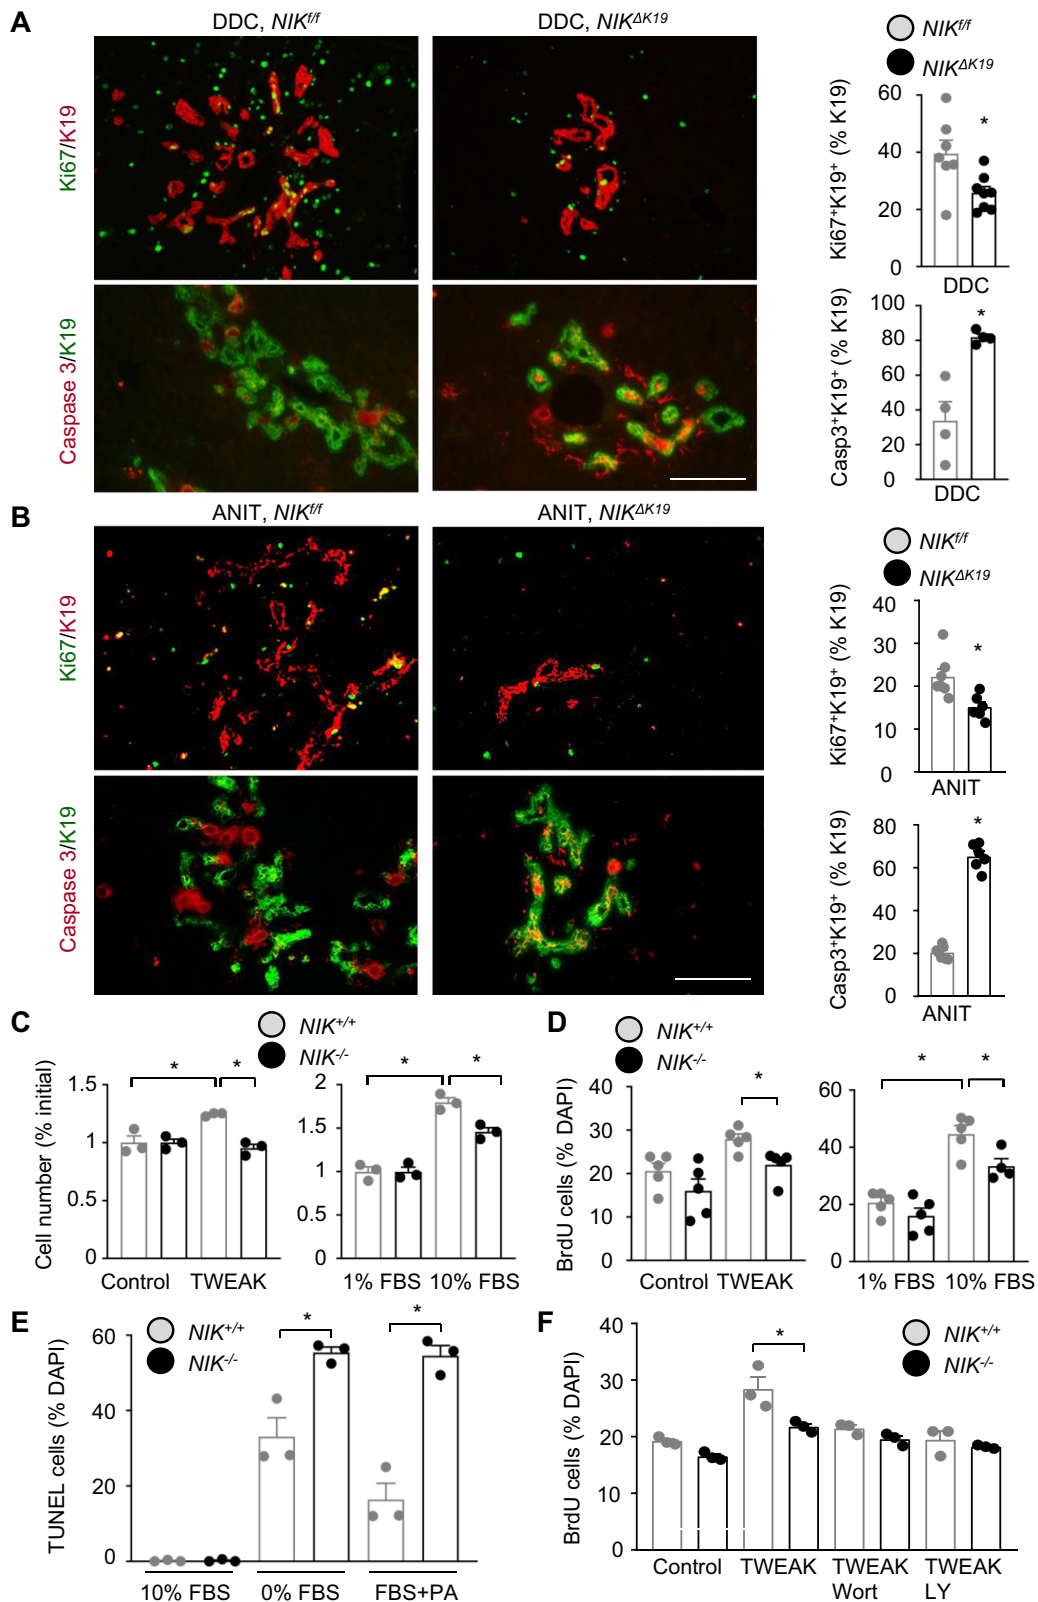 A
DDC, NIKf/f
DDC, NIKΔK19
NIKf/f
NIKΔK19
Ki67/K19
Ki67+K19+ (% K19)
60
40
20
0
*
DDC
Caspase 3/K19
Casp3+K19+ (% K19)
100
80
60
40
20
0
*
DDC
B
ANIT, NIKf/f
ANIT, NIKΔK19
NIKf/f
NIKΔK19
Ki67/K19
Ki67+K19+ (% K19)
40
30
20
10
0
*
ANIT
Caspase 3/K19
Casp3+K19+ (% K19)
80
60
40
20
0
*
ANIT
C
NIK+/+
NIK-/-
Cell number (% initial)
1.5
1
0.5
0
* *
Control TWEAK
2
1.5
1
0.5
0
* *
1% FBS 10% FBS
D
NIK+/+
NIK-/-
BrdU cells (% DAPI)
40
30
20
10
0
*
Control TWEAK
60
40
20
0
* *
1% FBS 10% FBS
E
NIK+/+
NIK-/-
TUNEL cells (% DAPI)
60
40
20
0
* *
10% FBS 0% FBS FBS+PA
F
NIK+/+
NIK-/-
BrdU cells (% DAPI)
40
30
20
10
0
*
Control TWEAK TWEAK TWEAK
Wort LY